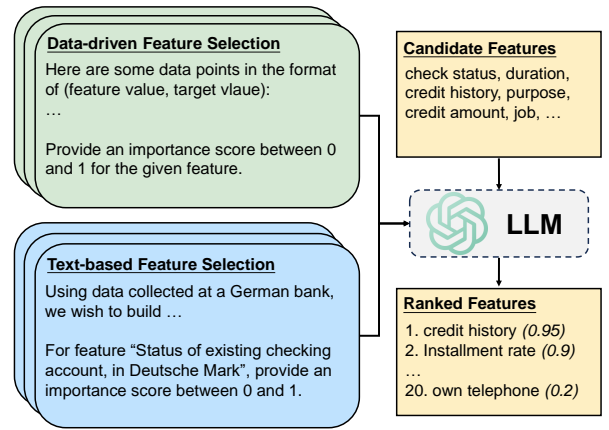 Data-driven Feature Selection
Here are some data points in the format
of (feature value, target vlaue):
…
Provide an importance score between 0
and 1 for the given feature.
Text-based Feature Selection
Using data collected at a German bank,
we wish to build …
For feature “Status of existing checking
account, in Deutsche Mark”, provide an
importance score between 0 and 1.
Candidate Features
check status, duration,
credit history, purpose,
credit amount, job, …
LLM
Ranked Features
1. credit history (0.95)
2. Installment rate (0.9)
…
20. own telephone (0.2)